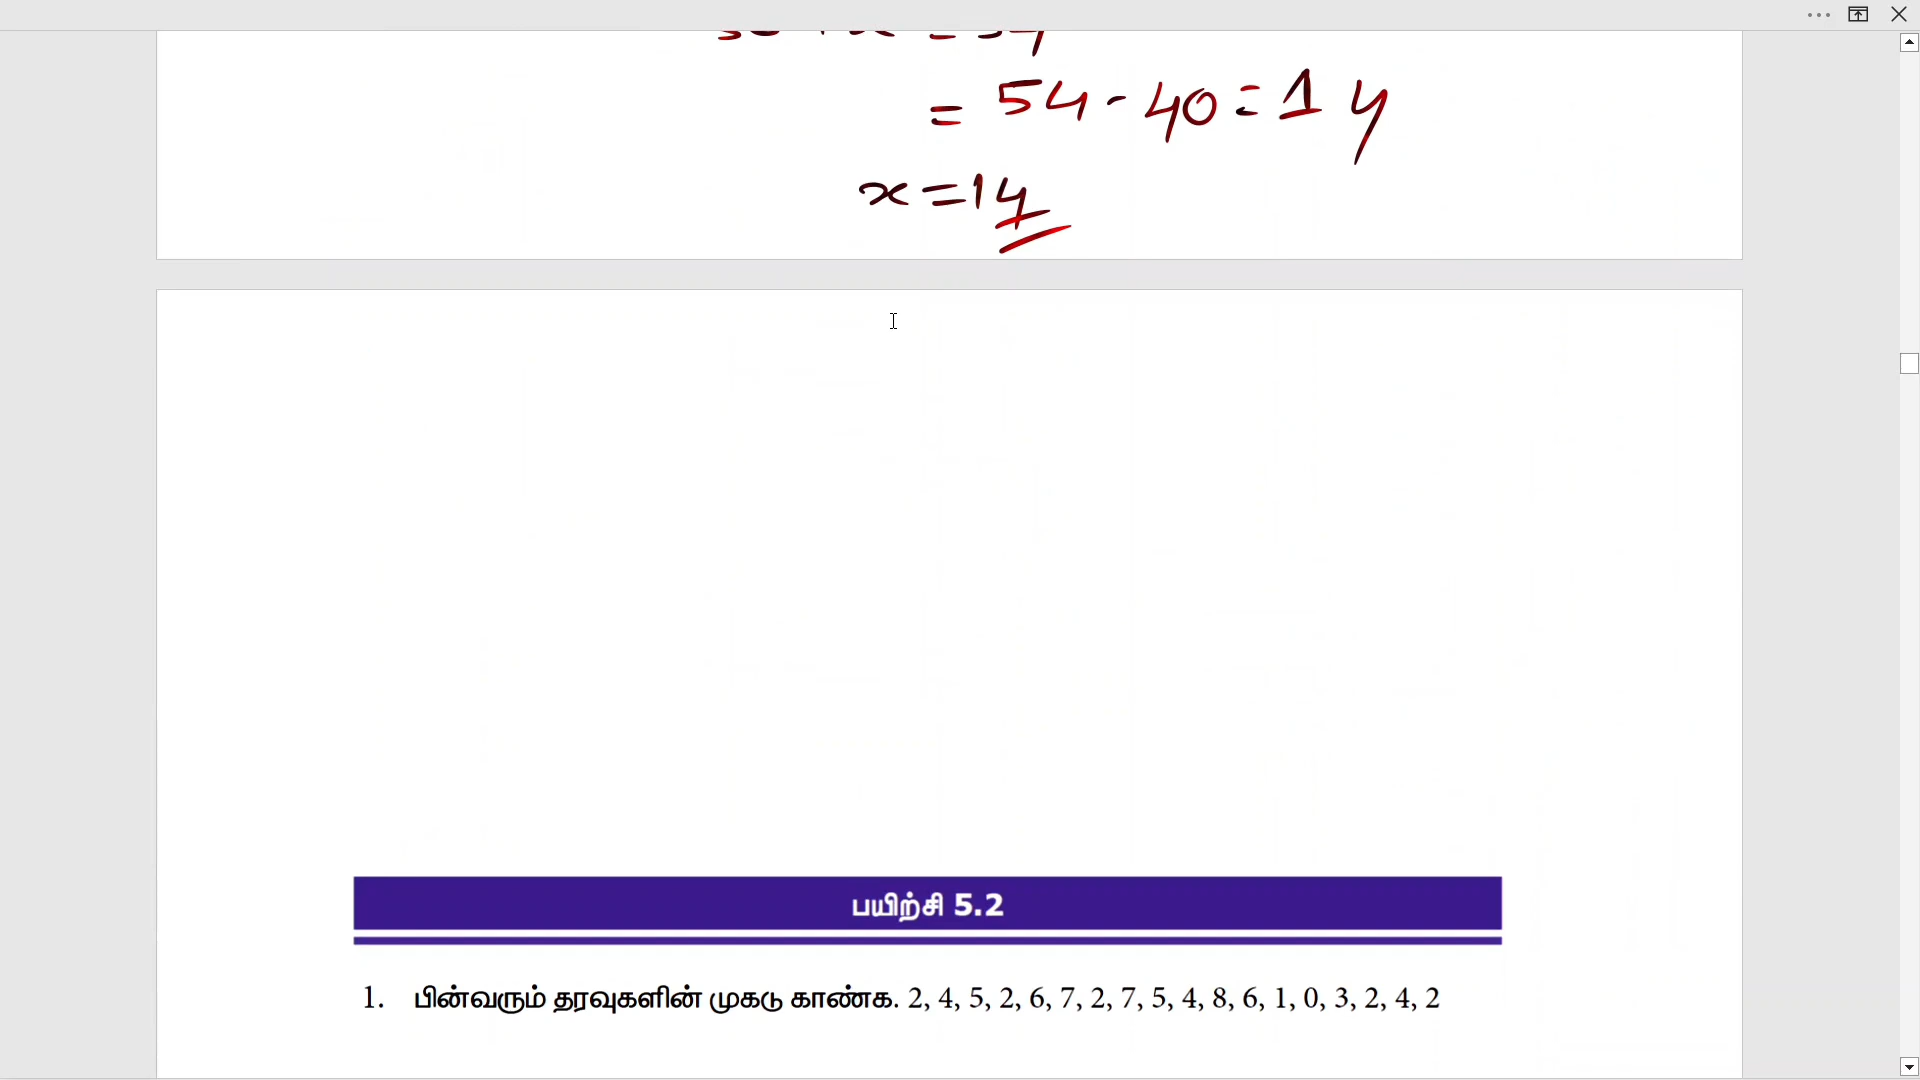 = 54 - 40 = 14
x = 14
பயிற்சி 5.2
1. பின்வரும் தரவுகளின் முகடு காண்க. 2, 4, 5, 2, 6, 7, 2, 7, 5, 4, 8, 6, 1, 0, 3, 2, 4, 2